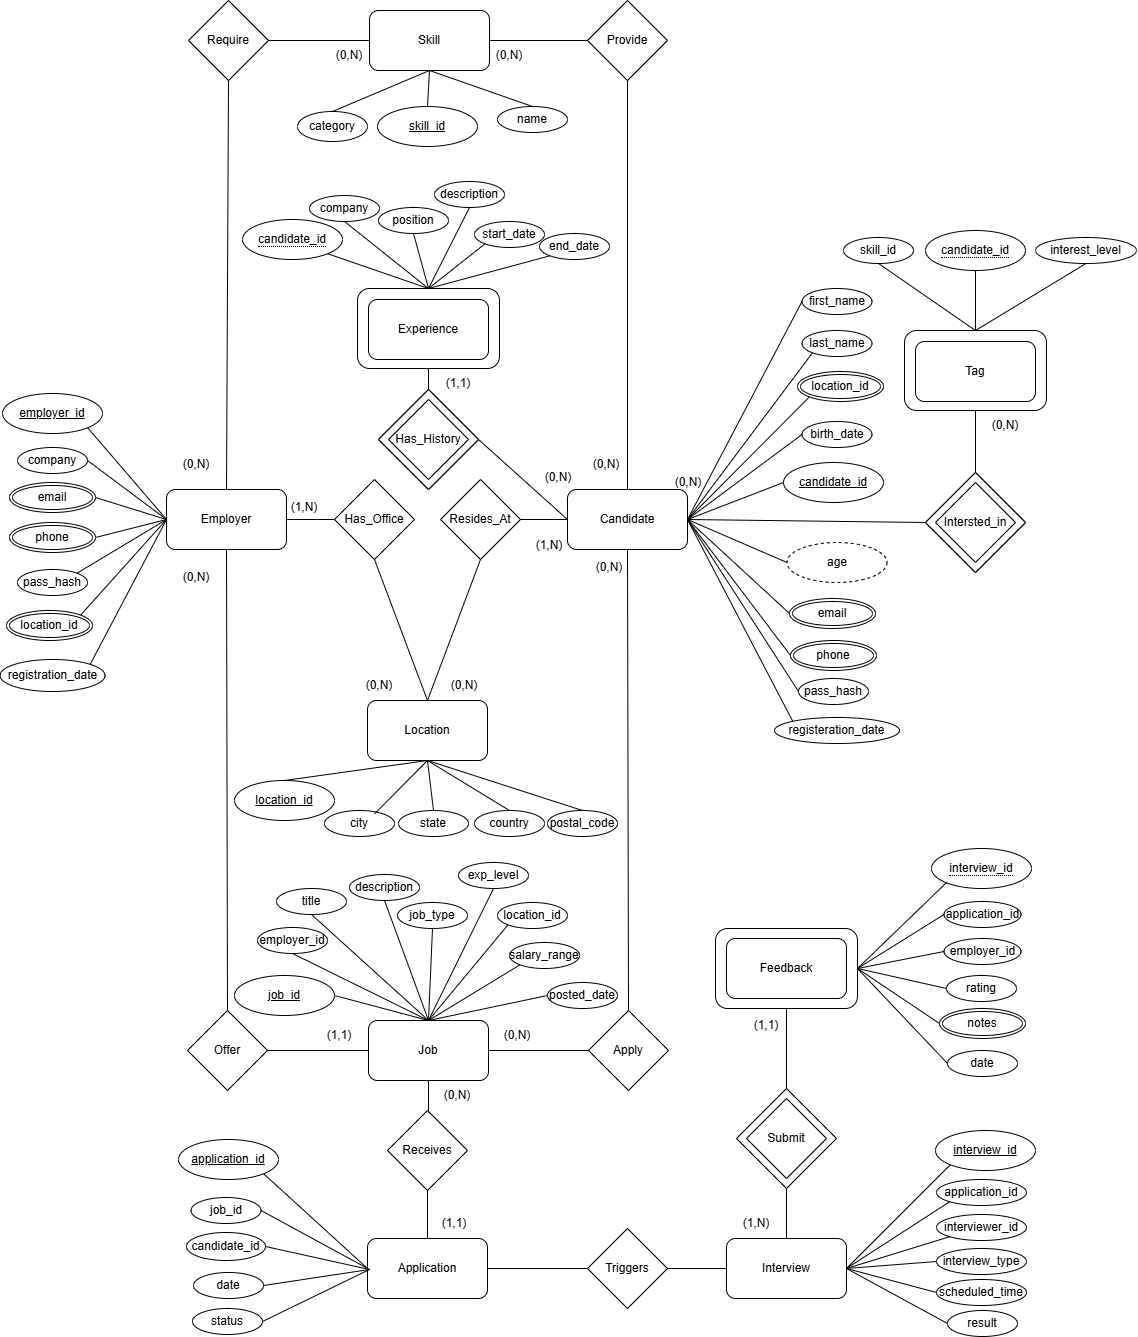 Require
Skill
Provide
(0,N)
(0,N)
category
skill_id
name
description
company
position
candidate_id
start_date
end_date
skill_id
candidate_id
interest_level
first_name
Experience
last_name
Tag
(1,1)
location_id
employer_id
(0,N)
birth_date
Has_History
company
(0,N)
(0,N)
(0,N)
(0,N)
candidate_id
email
(1,N)
Employer
Has_Office
Resides_At
Candidate
Intersted_in
phone
(1,N)
pass_hash
(0,N)
(0,N)
age
location_id
email
registration_date
phone
(0,N)
(0,N)
pass_hash
Location
registeration_date
location_id
city
state
country
postal_code
exp_level
description
interview_id
title
job_type
location_id
application_id
employer_id
salary_range
employer_id
Feedback
job_id
posted_date
rating
(1,1)
(0,N)
(1,1)
notes
Offer
Job
Apply
date
(0,N)
Submit
Receives
interview_id
application_id
application_id
job_id
(1,1)
(1,N)
interviewer_id
candidate_id
interview_type
Application
Triggers
Interview
date
scheduled_time
status
result